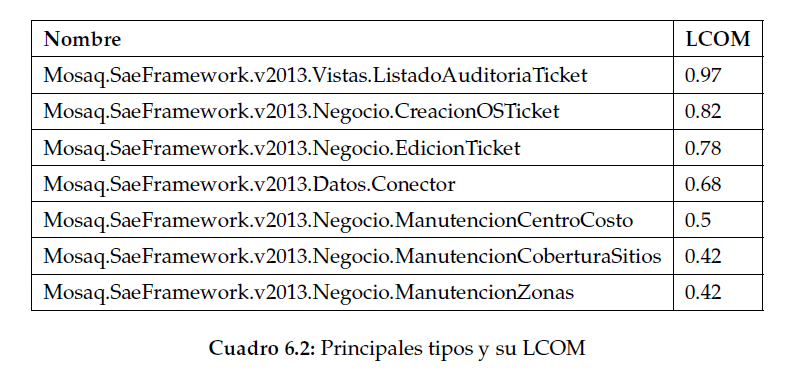 Nombre LCOM
Mosaq.SaeFramework.v2013.Vistas.ListadoAuditoriaTicket 0.97
Mosaq.SaeFramework.v2013.Negocio.CreacionOSTicket 0.82
Mosaq.SaeFramework.v2013.Negocio.EdicionTicket 0.78
Mosaq.SaeFramework.v2013.Datos.Conector 0.68
Mosaq.SaeFramework.v2013.Negocio.ManutencionCentroCosto 0.5
Mosaq.SaeFramework.v2013.Negocio.ManutencionCoberturaSitios 0.42
Mosaq.SaeFramework.v2013.Negocio.ManutencionZonas 0.42
Cuadro 6.2: Principales tipos y su LCOM